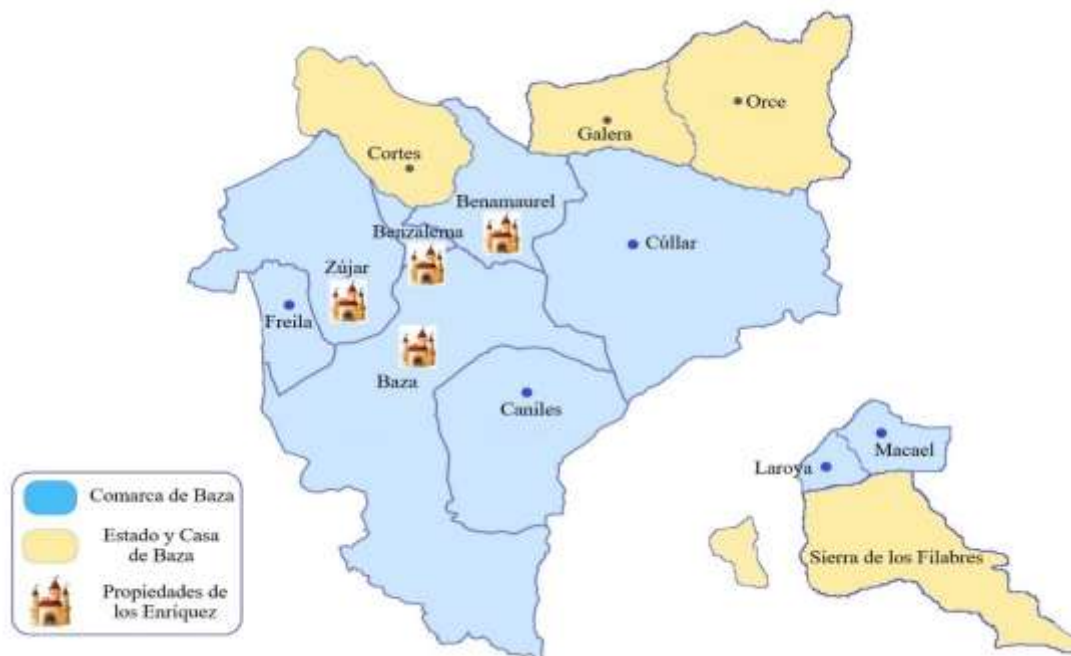 Orce
Galera
Cortes
Benamaurel
Benzalema
Cúllar
Zújar
Freila
Baza
Caniles
Macael
Laroya
Sierra de los Filabres
Comarca de Baza
Estado y Casa
de Baza
Propiedades de
los Enríquez